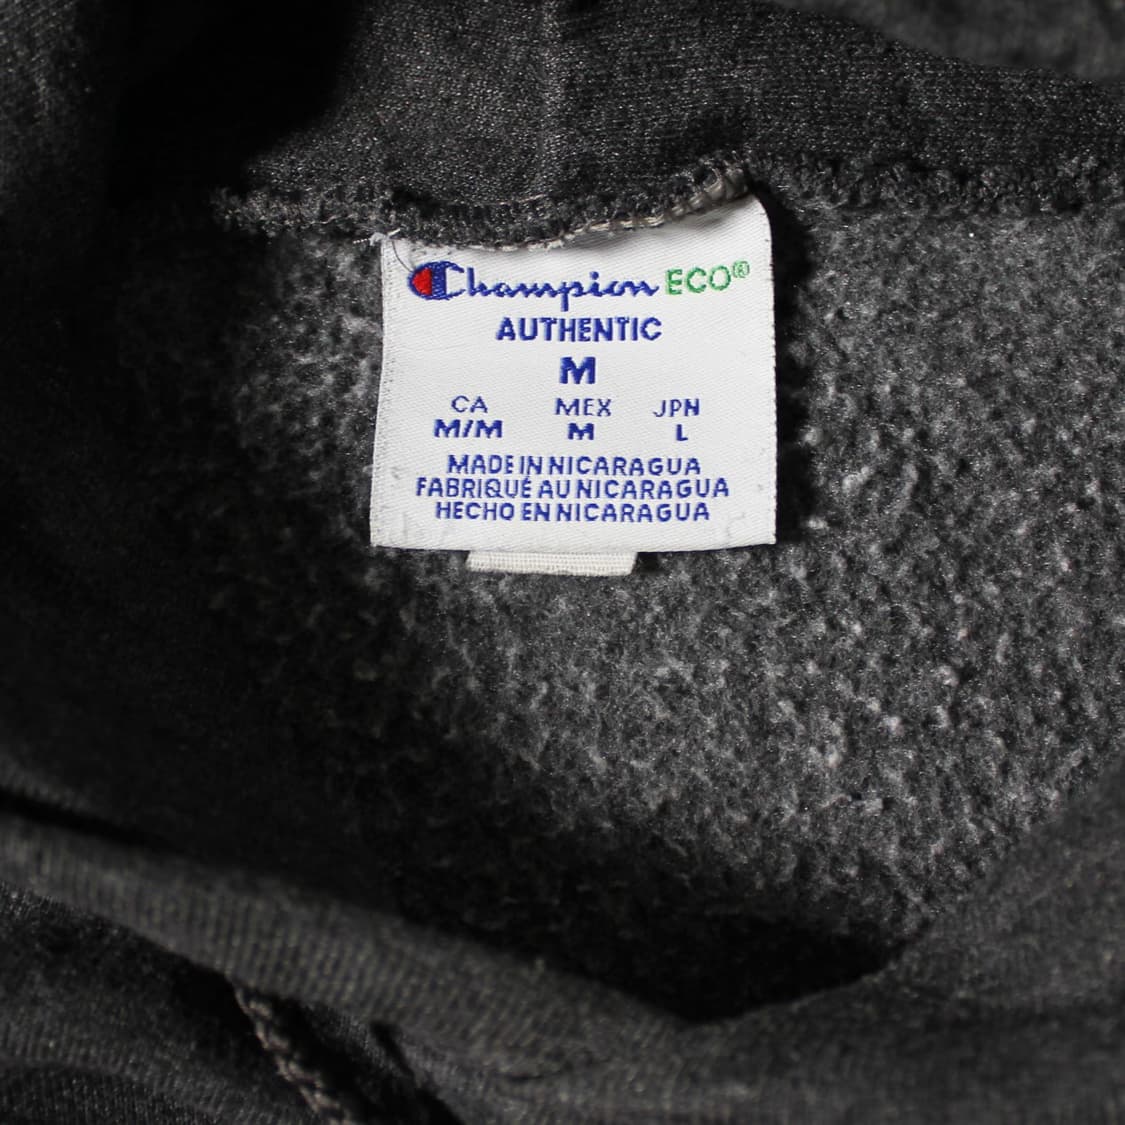 Champion ECO®
AUTHENTIC
M
CA MEX JPN
M/M M L
MADE IN NICARAGUA
FABRIQUÉ AU NICARAGUA
HECHO EN NICARAGUA